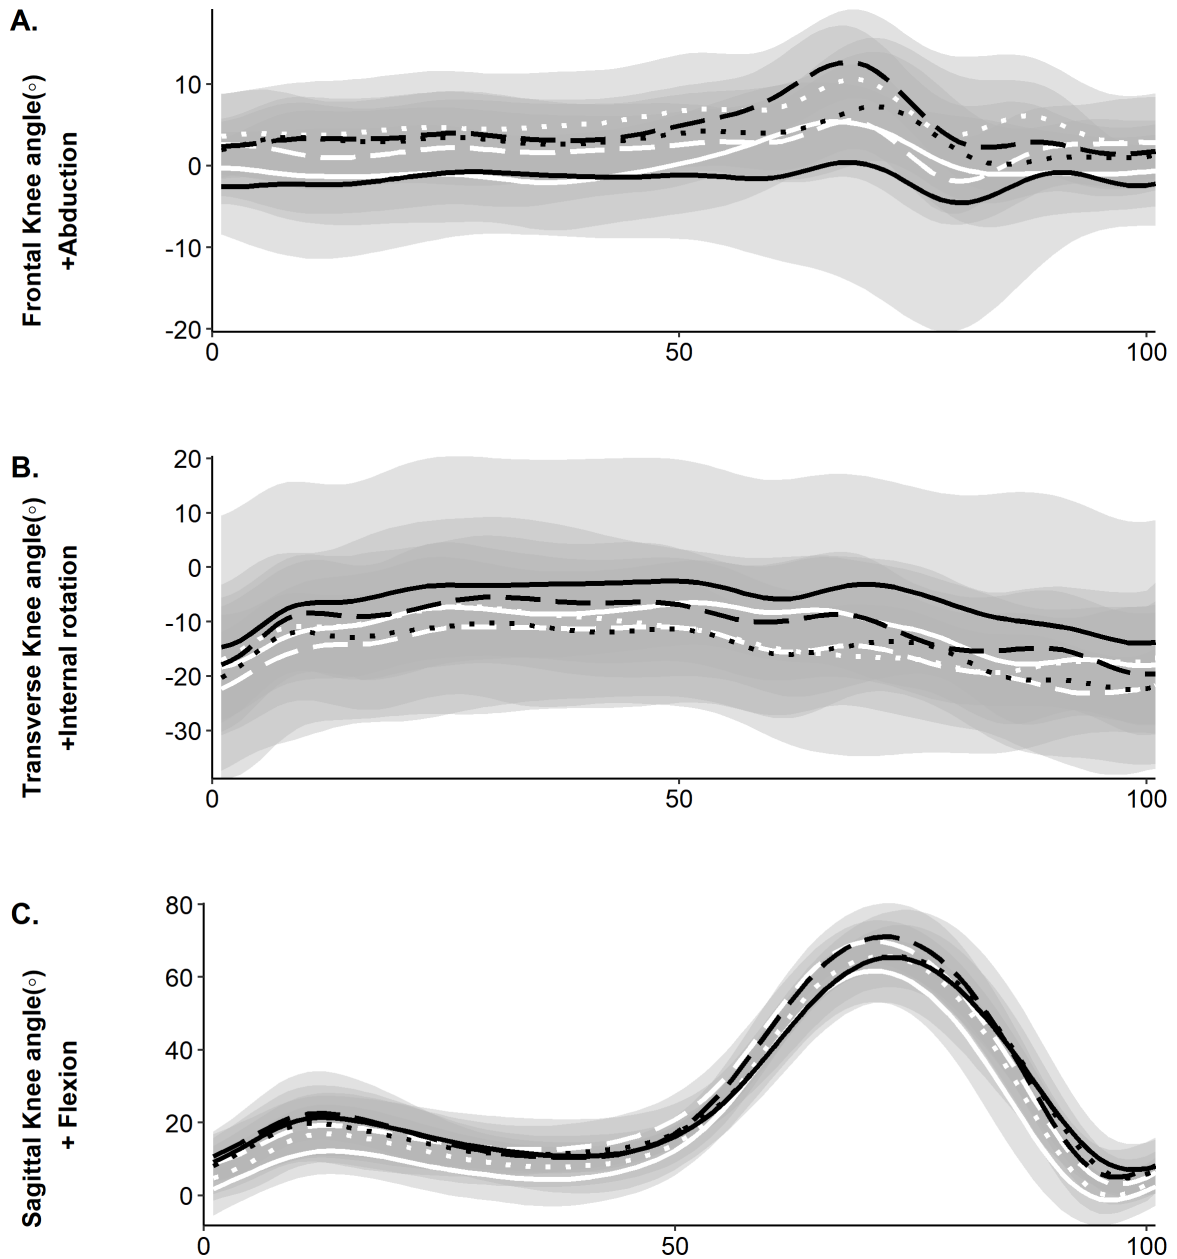 A.
Frontal Knee angle(°)
+Abduction
10
0
-10
-20
0
50
100
B.
Transverse Knee angle(°)
+Internal rotation
20
10
0
-10
-20
-30
0
50
100
C.
Sagittal Knee angle(°)
+ Flexion
80
60
40
20
0
0
50
100